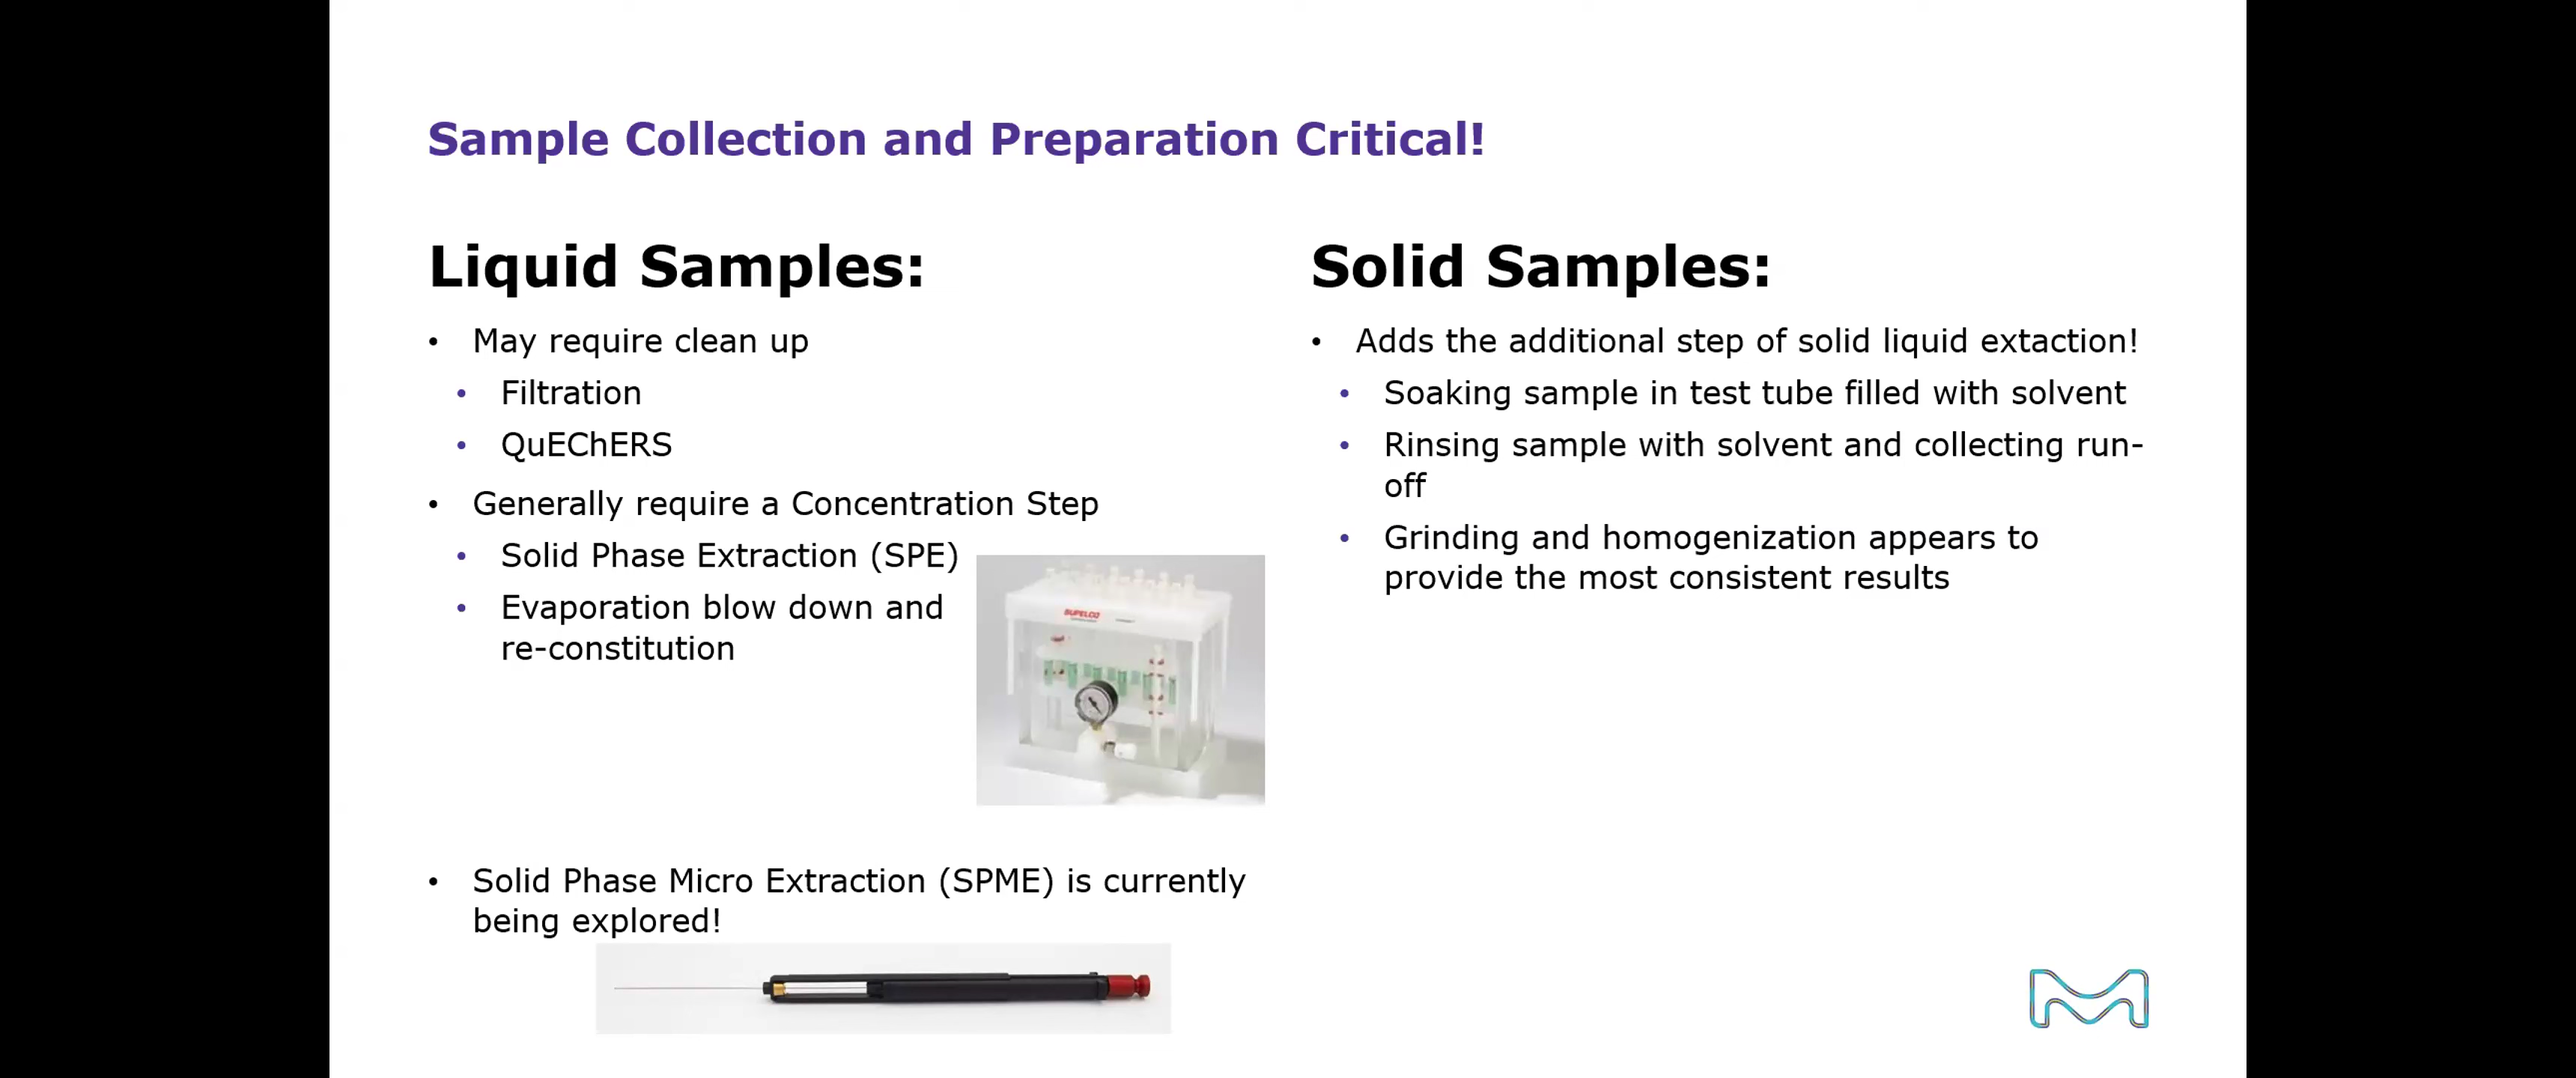 Sample Collection and Preparation Critical!
Liquid Samples:
• May require clean up
• Filtration
• QuEChERS
• Generally require a Concentration Step
• Solid Phase Extraction (SPE)
• Evaporation blow down and
re-constitution
SUPELCO
• Solid Phase Micro Extraction (SPME) is currently
being explored!
Solid Samples:
• Adds the additional step of solid liquid extaction!
• Soaking sample in test tube filled with solvent
• Rinsing sample with solvent and collecting run-
off
• Grinding and homogenization appears to
provide the most consistent results